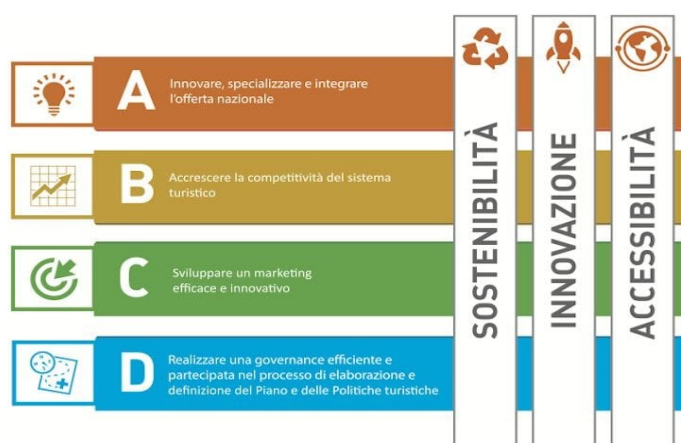 A
Innovare, specializzare e integrare
l'offerta nazionale
B
Accrescere la competitività del sistema
turistico
C
Sviluppare un marketing
efficace e innovativo
D
Realizzare una governance efficiente e
partecipata nel processo di elaborazione e
definizione del Piano e delle Politiche turistiche
SOSTENIBILITÀ
INNOVAZIONE
ACCESSIBILITÀ